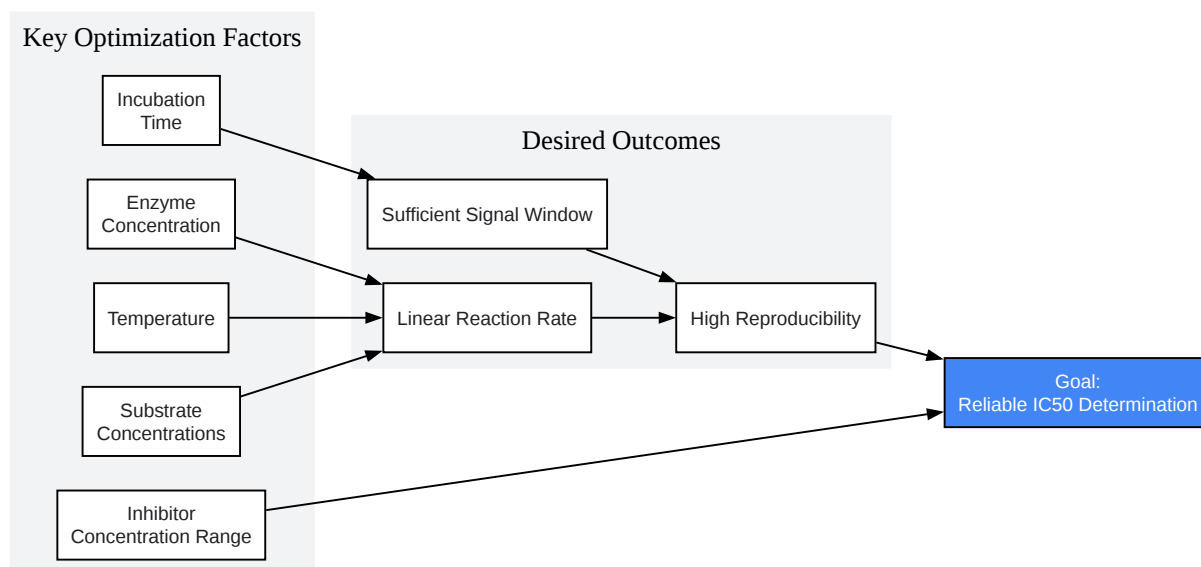 Key Optimization Factors
Incubation
Time
Enzyme
Concentration
Temperature
Substrate
Concentrations
Inhibitor
Concentration Range
Desired Outcomes
Sufficient Signal Window
Linear Reaction Rate
High Reproducibility
Goal:
Reliable IC50 Determination